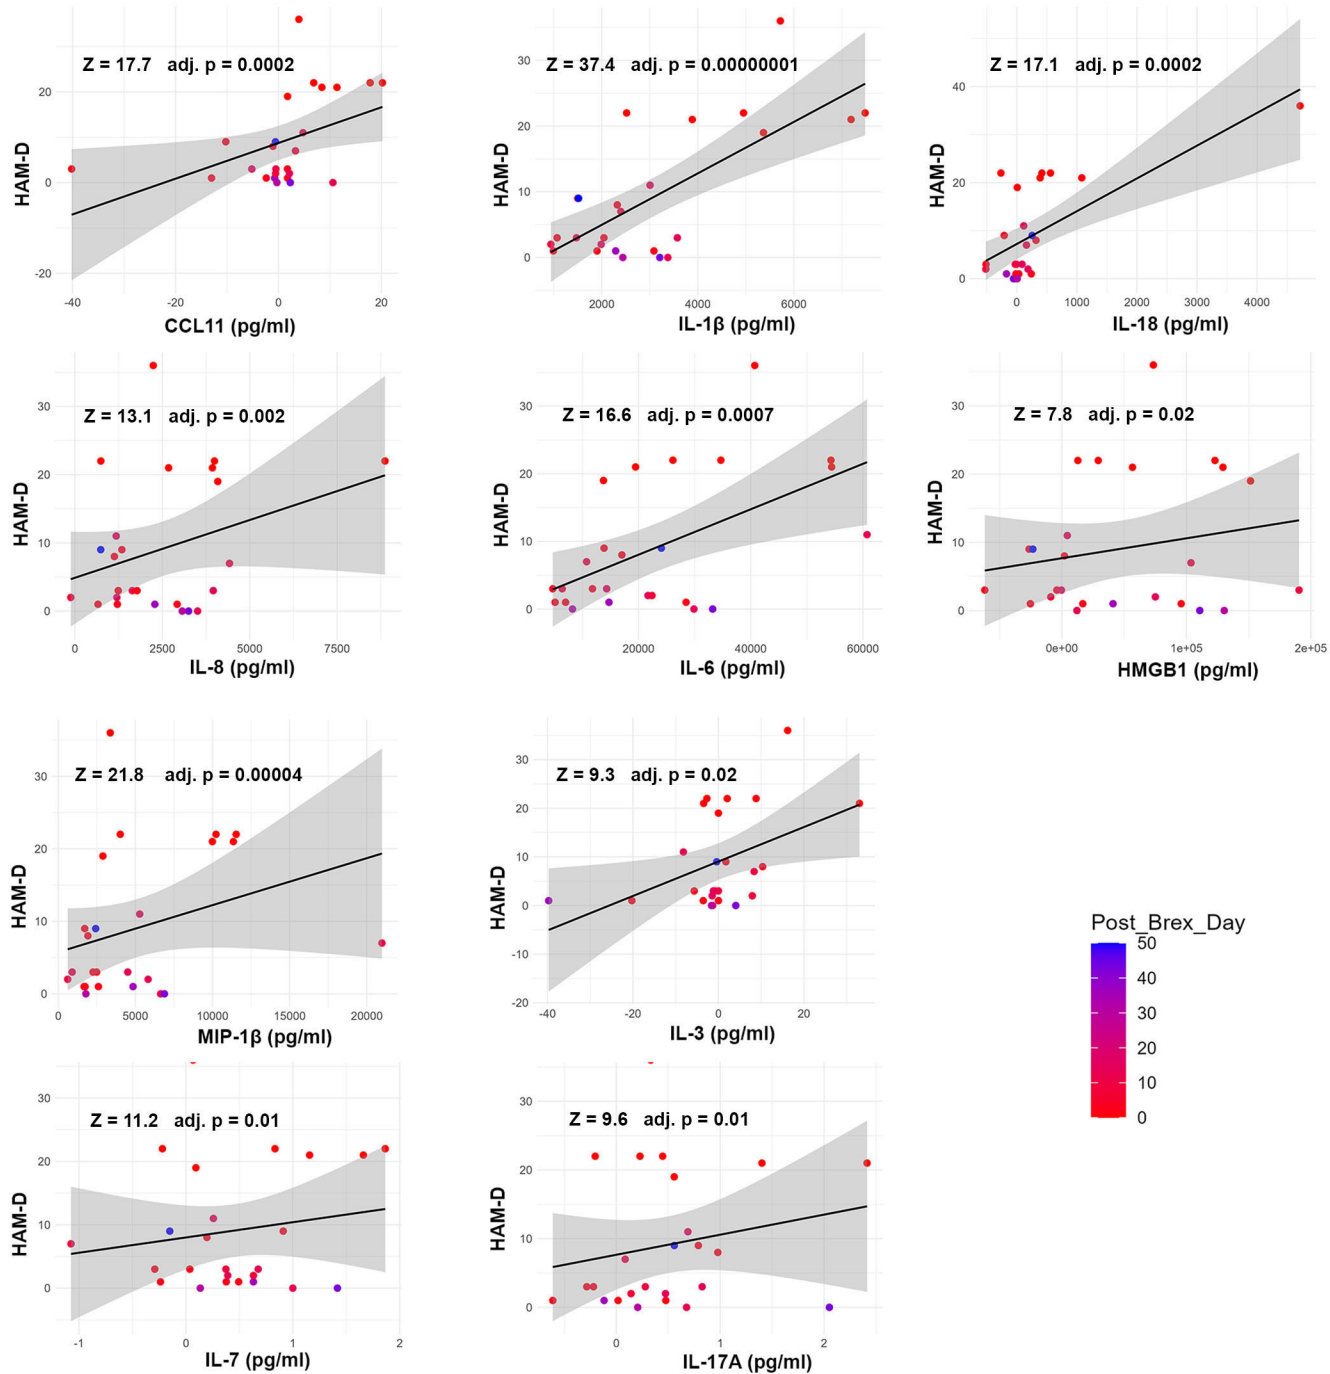 Z = 17.7 adj. p = 0.0002
20
0
-20
HAM-D
-40 -20 0 20
CCL11 (pg/ml)
Z = 37.4 adj. p = 0.00000001
30
20
10
0
HAM-D
2000 4000 6000
IL-1β (pg/ml)
Z = 17.1 adj. p = 0.0002
40
20
0
HAM-D
0 1000 2000 3000 4000
IL-18 (pg/ml)
Z = 13.1 adj. p = 0.002
30
20
10
0
HAM-D
0 2500 5000 7500
IL-8 (pg/ml)
Z = 16.6 adj. p = 0.0007
30
20
10
0
HAM-D
20000 40000 60000
IL-6 (pg/ml)
Z = 7.8 adj. p = 0.02
30
20
10
0
HAM-D
0e+00 1e+05 2e+05
HMGB1 (pg/ml)
Z = 21.8 adj. p = 0.00004
30
20
10
0
HAM-D
0 5000 10000 15000 20000
MIP-1β (pg/ml)
Z = 9.3 adj. p = 0.02
30
20
10
0
-10
-20
HAM-D
-40 -20 0 20
IL-3 (pg/ml)
Post_Brex_Day
50
40
30
20
10
0
Z = 11.2 adj. p = 0.01
30
20
10
0
HAM-D
-1 0 1 2
IL-7 (pg/ml)
Z = 9.6 adj. p = 0.01
30
20
10
0
HAM-D
0 1 2
IL-17A (pg/ml)